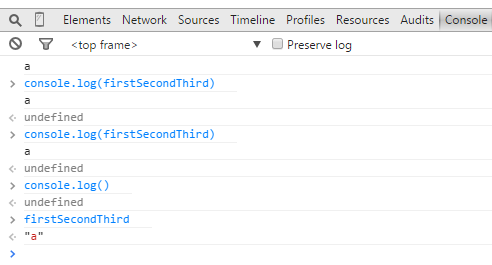 Elements Network Sources Timeline Profiles Resources Audits Console
<top frame> ▼ Preserve log
a
> console.log(firstSecondThird)
a
<· undefined
> console.log(firstSecondThird)
a
<· undefined
> console.log()
<· undefined
> firstSecondThird
<· "a"
>